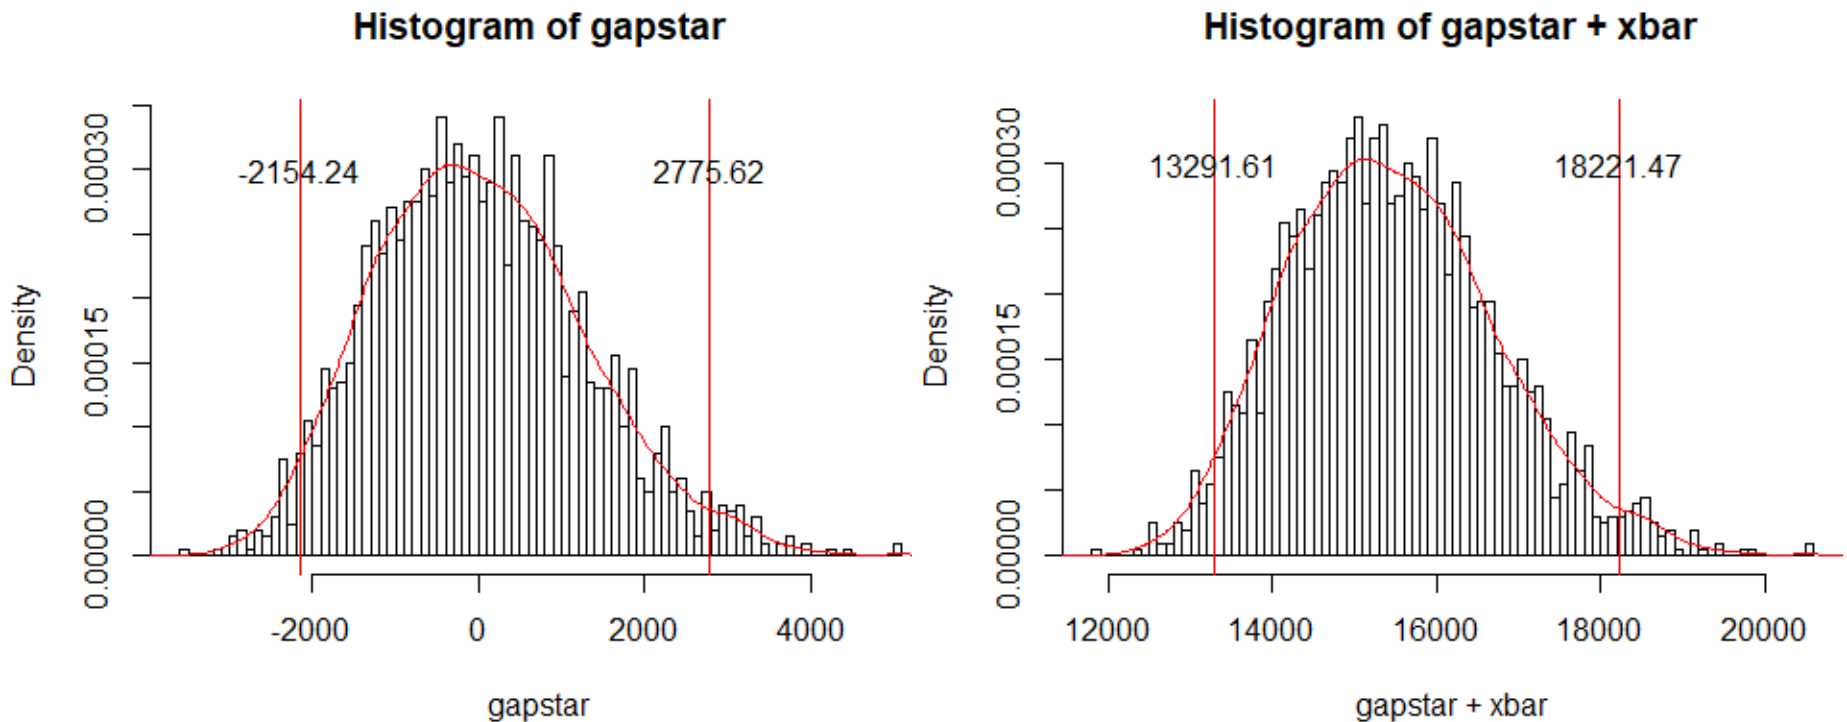 Histogram of gapstar
Density
0.00000 0.00015 0.00030
-2154.24 2775.62
-2000 0 2000 4000
gapstar
Histogram of gapstar + xbar
Density
0.00000 0.00015 0.00030
13291.61 18221.47
12000 14000 16000 18000 20000
gapstar + xbar